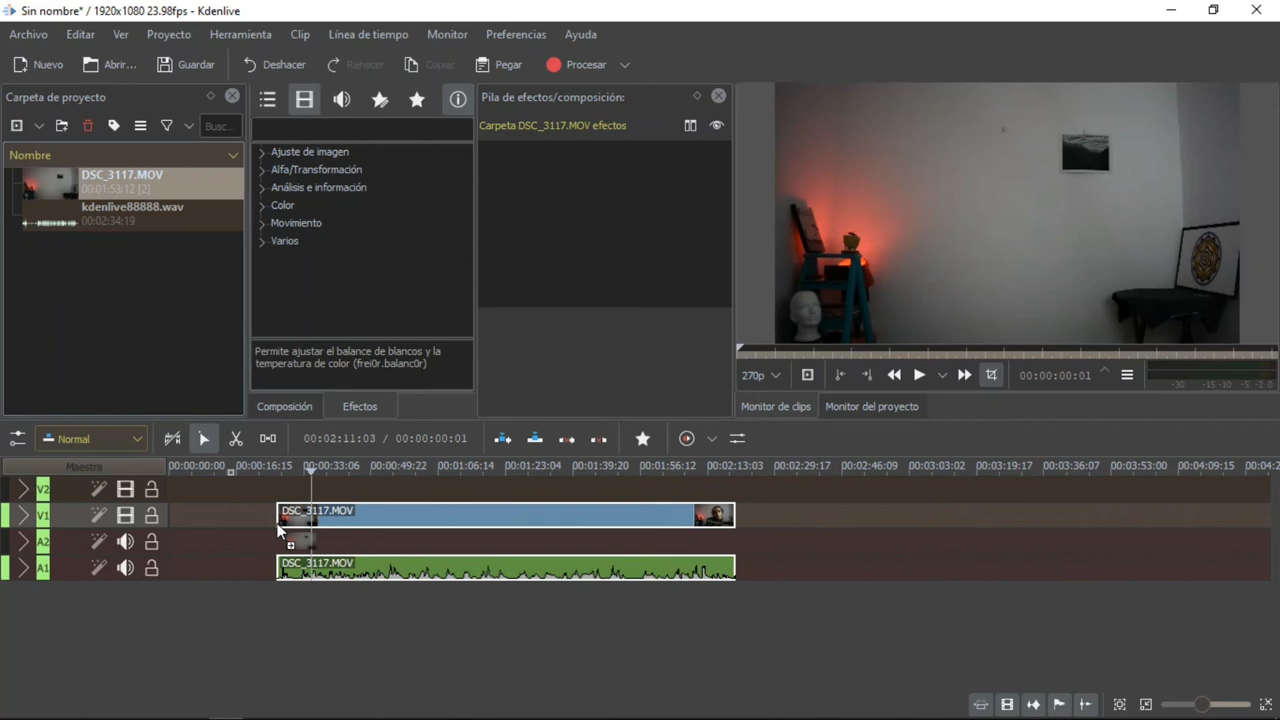 Sin nombre* / 1920x1080 23.98fps - Kdenlive
Archivo Editar Ver Proyecto Herramienta Clip Línea de tiempo Monitor Preferencias Ayuda
Nuevo Abrir... Guardar Deshacer Rehacer Copiar Pegar Procesar
Carpeta de proyecto
Pila de efectos/composición:
Busc...
Carpeta DSC_3117.MOV efectos
Nombre
DSC_3117.MOV
00:01:53:12 [2]
kdenlive88888.wav
00:02:34:19
Ajuste de imagen
Alfa/Transformación
Análisis e información
Color
Movimiento
Varios
Permite ajustar el balance de blancos y la
temperatura de color (frei0r.balanc0r)
Composición Efectos
270p 00:00:00:01 -30 -15 -10 -5 -2 0
Monitor de clips Monitor del proyecto
Normal 00:02:11:03 / 00:00:00:01
Maestra 00:00:00:00 00:00:16:15 00:00:33:06 00:00:49:22 00:01:06:14 00:01:23:04 00:01:39:20 00:01:56:12 00:02:13:03 00:02:29:17 00:02:46:09 00:03:03:02 00:03:19:17 00:03:36:07 00:03:53:00 00:04:09:15 00:04:2
V2
V1 DSC_3117.MOV
A2
A1 DSC_3117.MOV